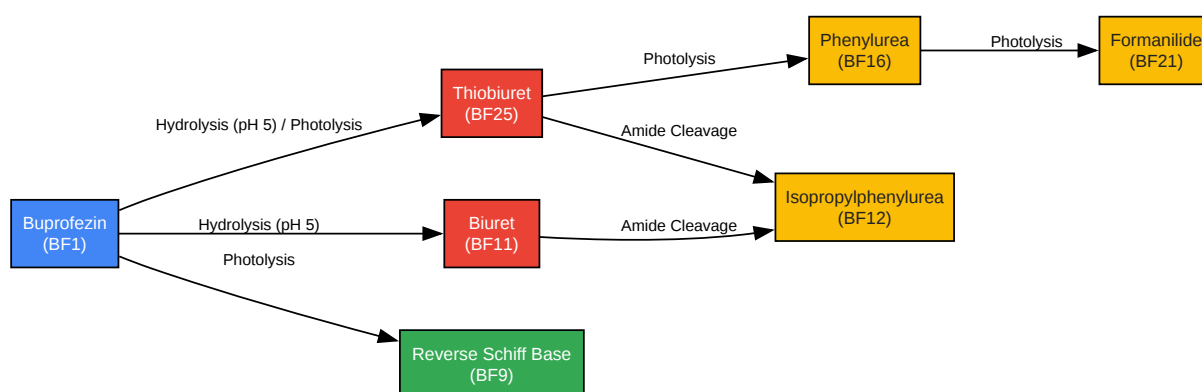 Phenylurea
(BF16)
Photolysis
Formanilide
(BF21)
Photolysis
Thiobiuret
(BF25)
Hydrolysis (pH 5) / Photolysis
Amide Cleavage
Isopropylphenylurea
(BF12)
Buprofezin
(BF1)
Hydrolysis (pH 5)
Biuret
(BF11)
Amide Cleavage
Photolysis
Reverse Schiff Base
(BF9)